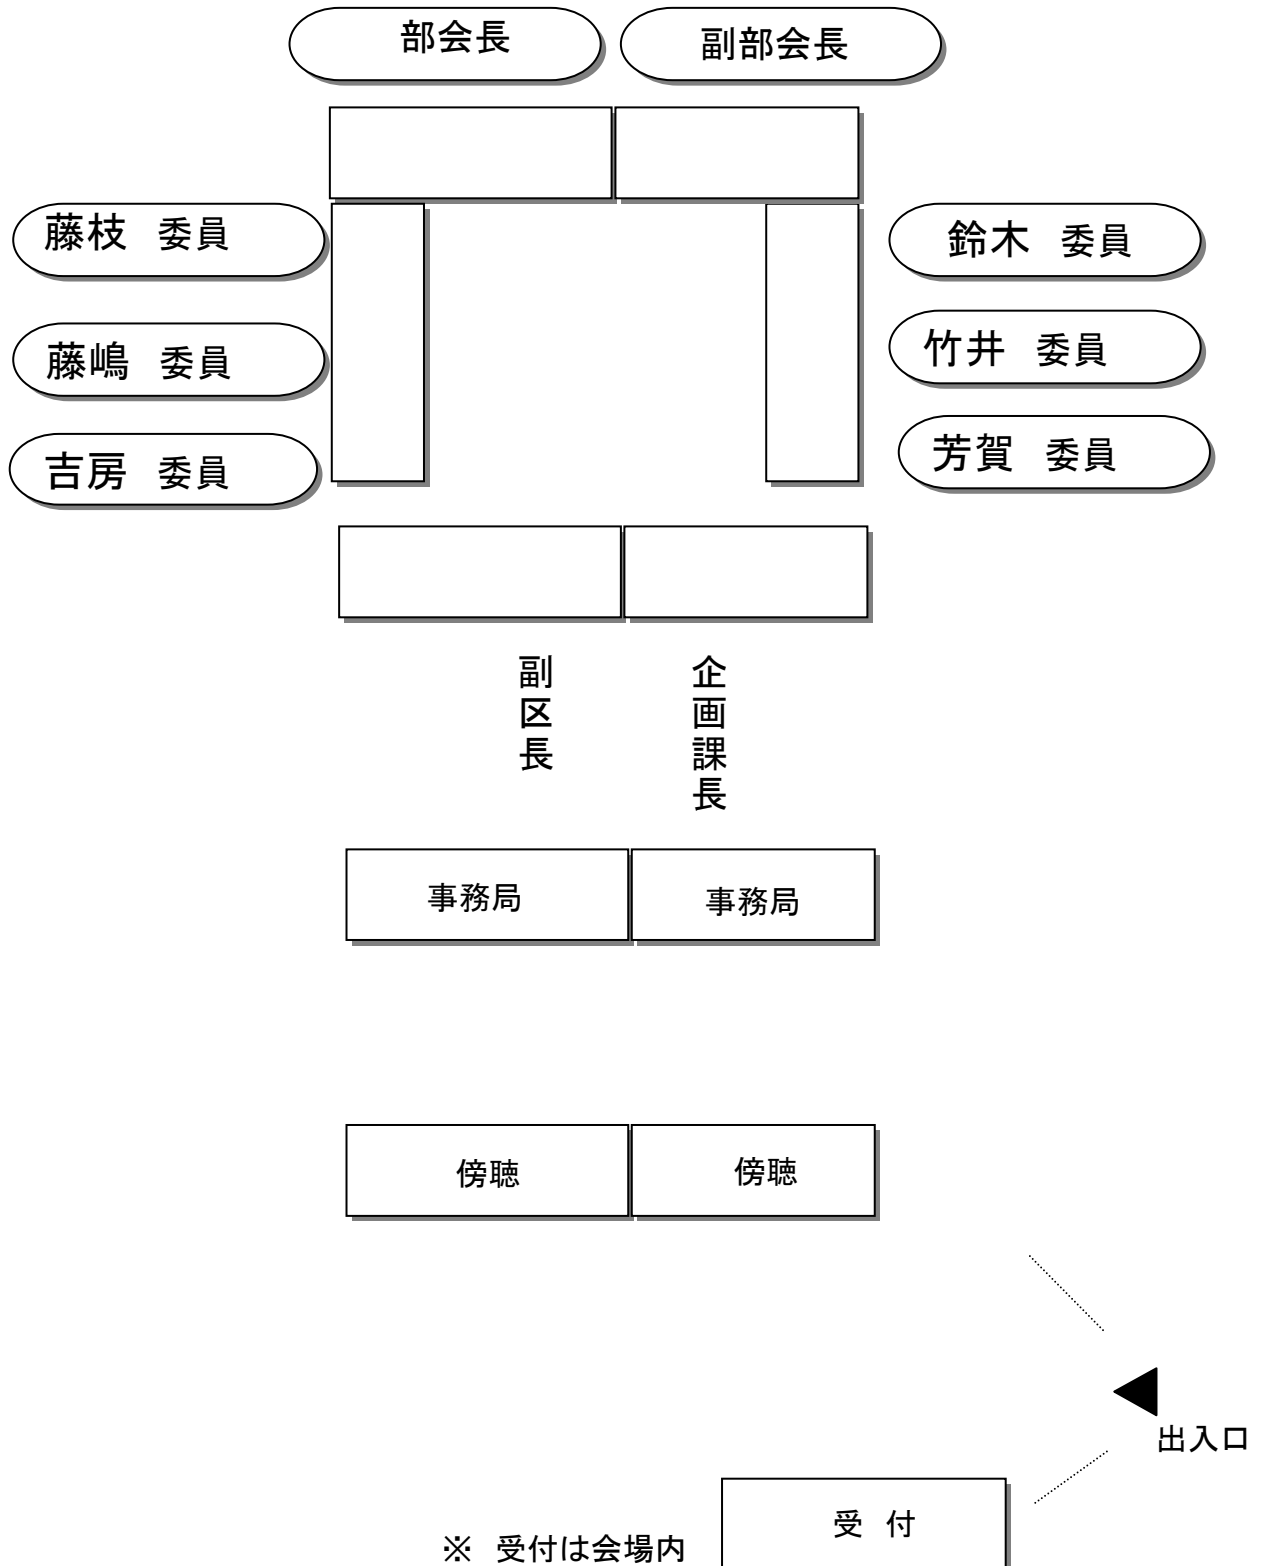 部会長
副部会長
藤枝　委員
鈴木　委員
藤嶋　委員
竹井　委員
吉房　委員
芳賀　委員
副区長
企画課長
事務局
事務局
傍聴
傍聴
出入口
受　付
※　受付は会場内